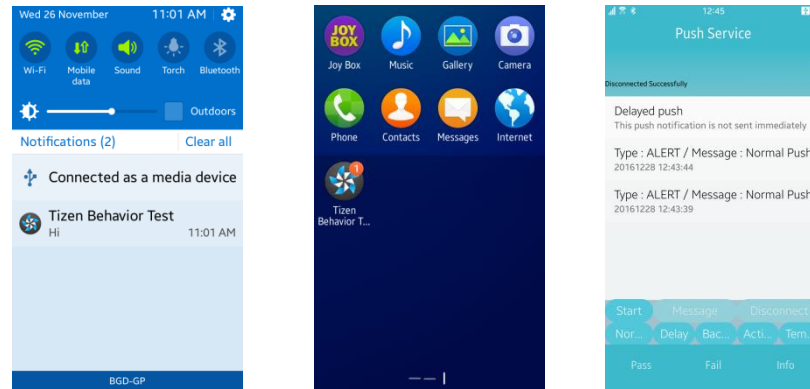 Wed 26 November 11:01 AM
Wi-Fi Mobile data Sound Torch Bluetooth
Outdoors
Notifications (2) Clear all
Connected as a media device
Tizen Behavior Test
Hi 11:01 AM
BGD-GP
JOY BOX
Joy Box Music Gallery Camera
Phone Contacts Messages Internet
1
Tizen
Behavior T...
12:45
Push Service
Disconnected Successfully
Delayed push
This push notification is not sent immediately
Type : ALERT / Message : Normal Push
20161228 12:43:44
Type : ALERT / Message : Normal Push
20161228 12:43:39
Start Message Disconnect
Nor... Delay Bac... Acti... Tem.
Pass Fail Info